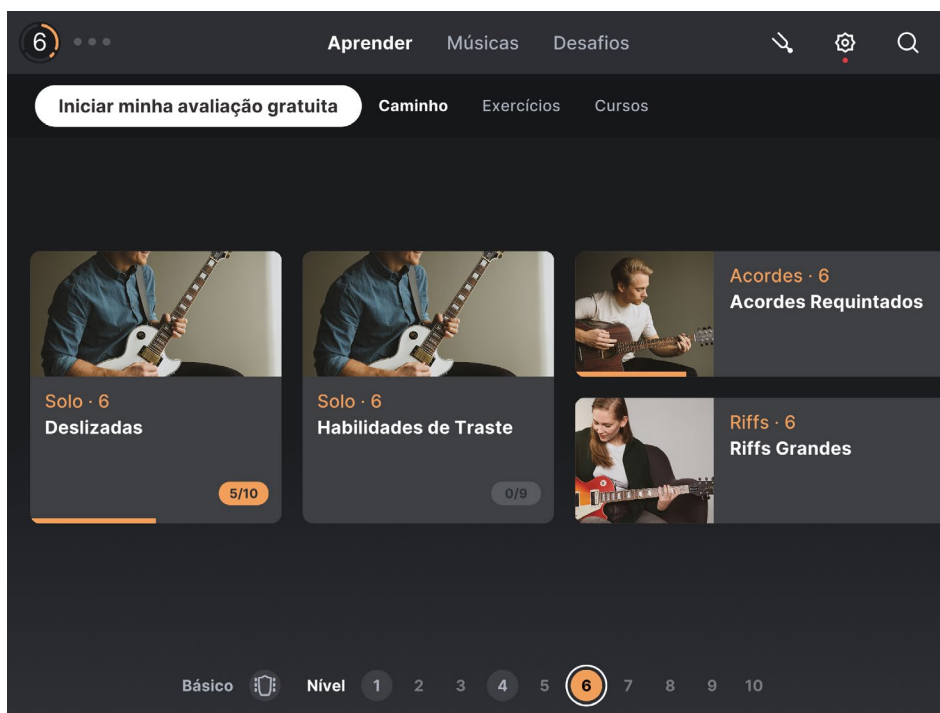 6
Aprender Músicas Desafios
Iniciar minha avaliação gratuita Caminho Exercícios Cursos
Solo · 6
Deslizadas
5/10
Solo · 6
Habilidades de Traste
0/9
Acordes · 6
Acordes Requintados
Riffs · 6
Riffs Grandes
Básico Nível 1 2 3 4 5 6 7 8 9 10